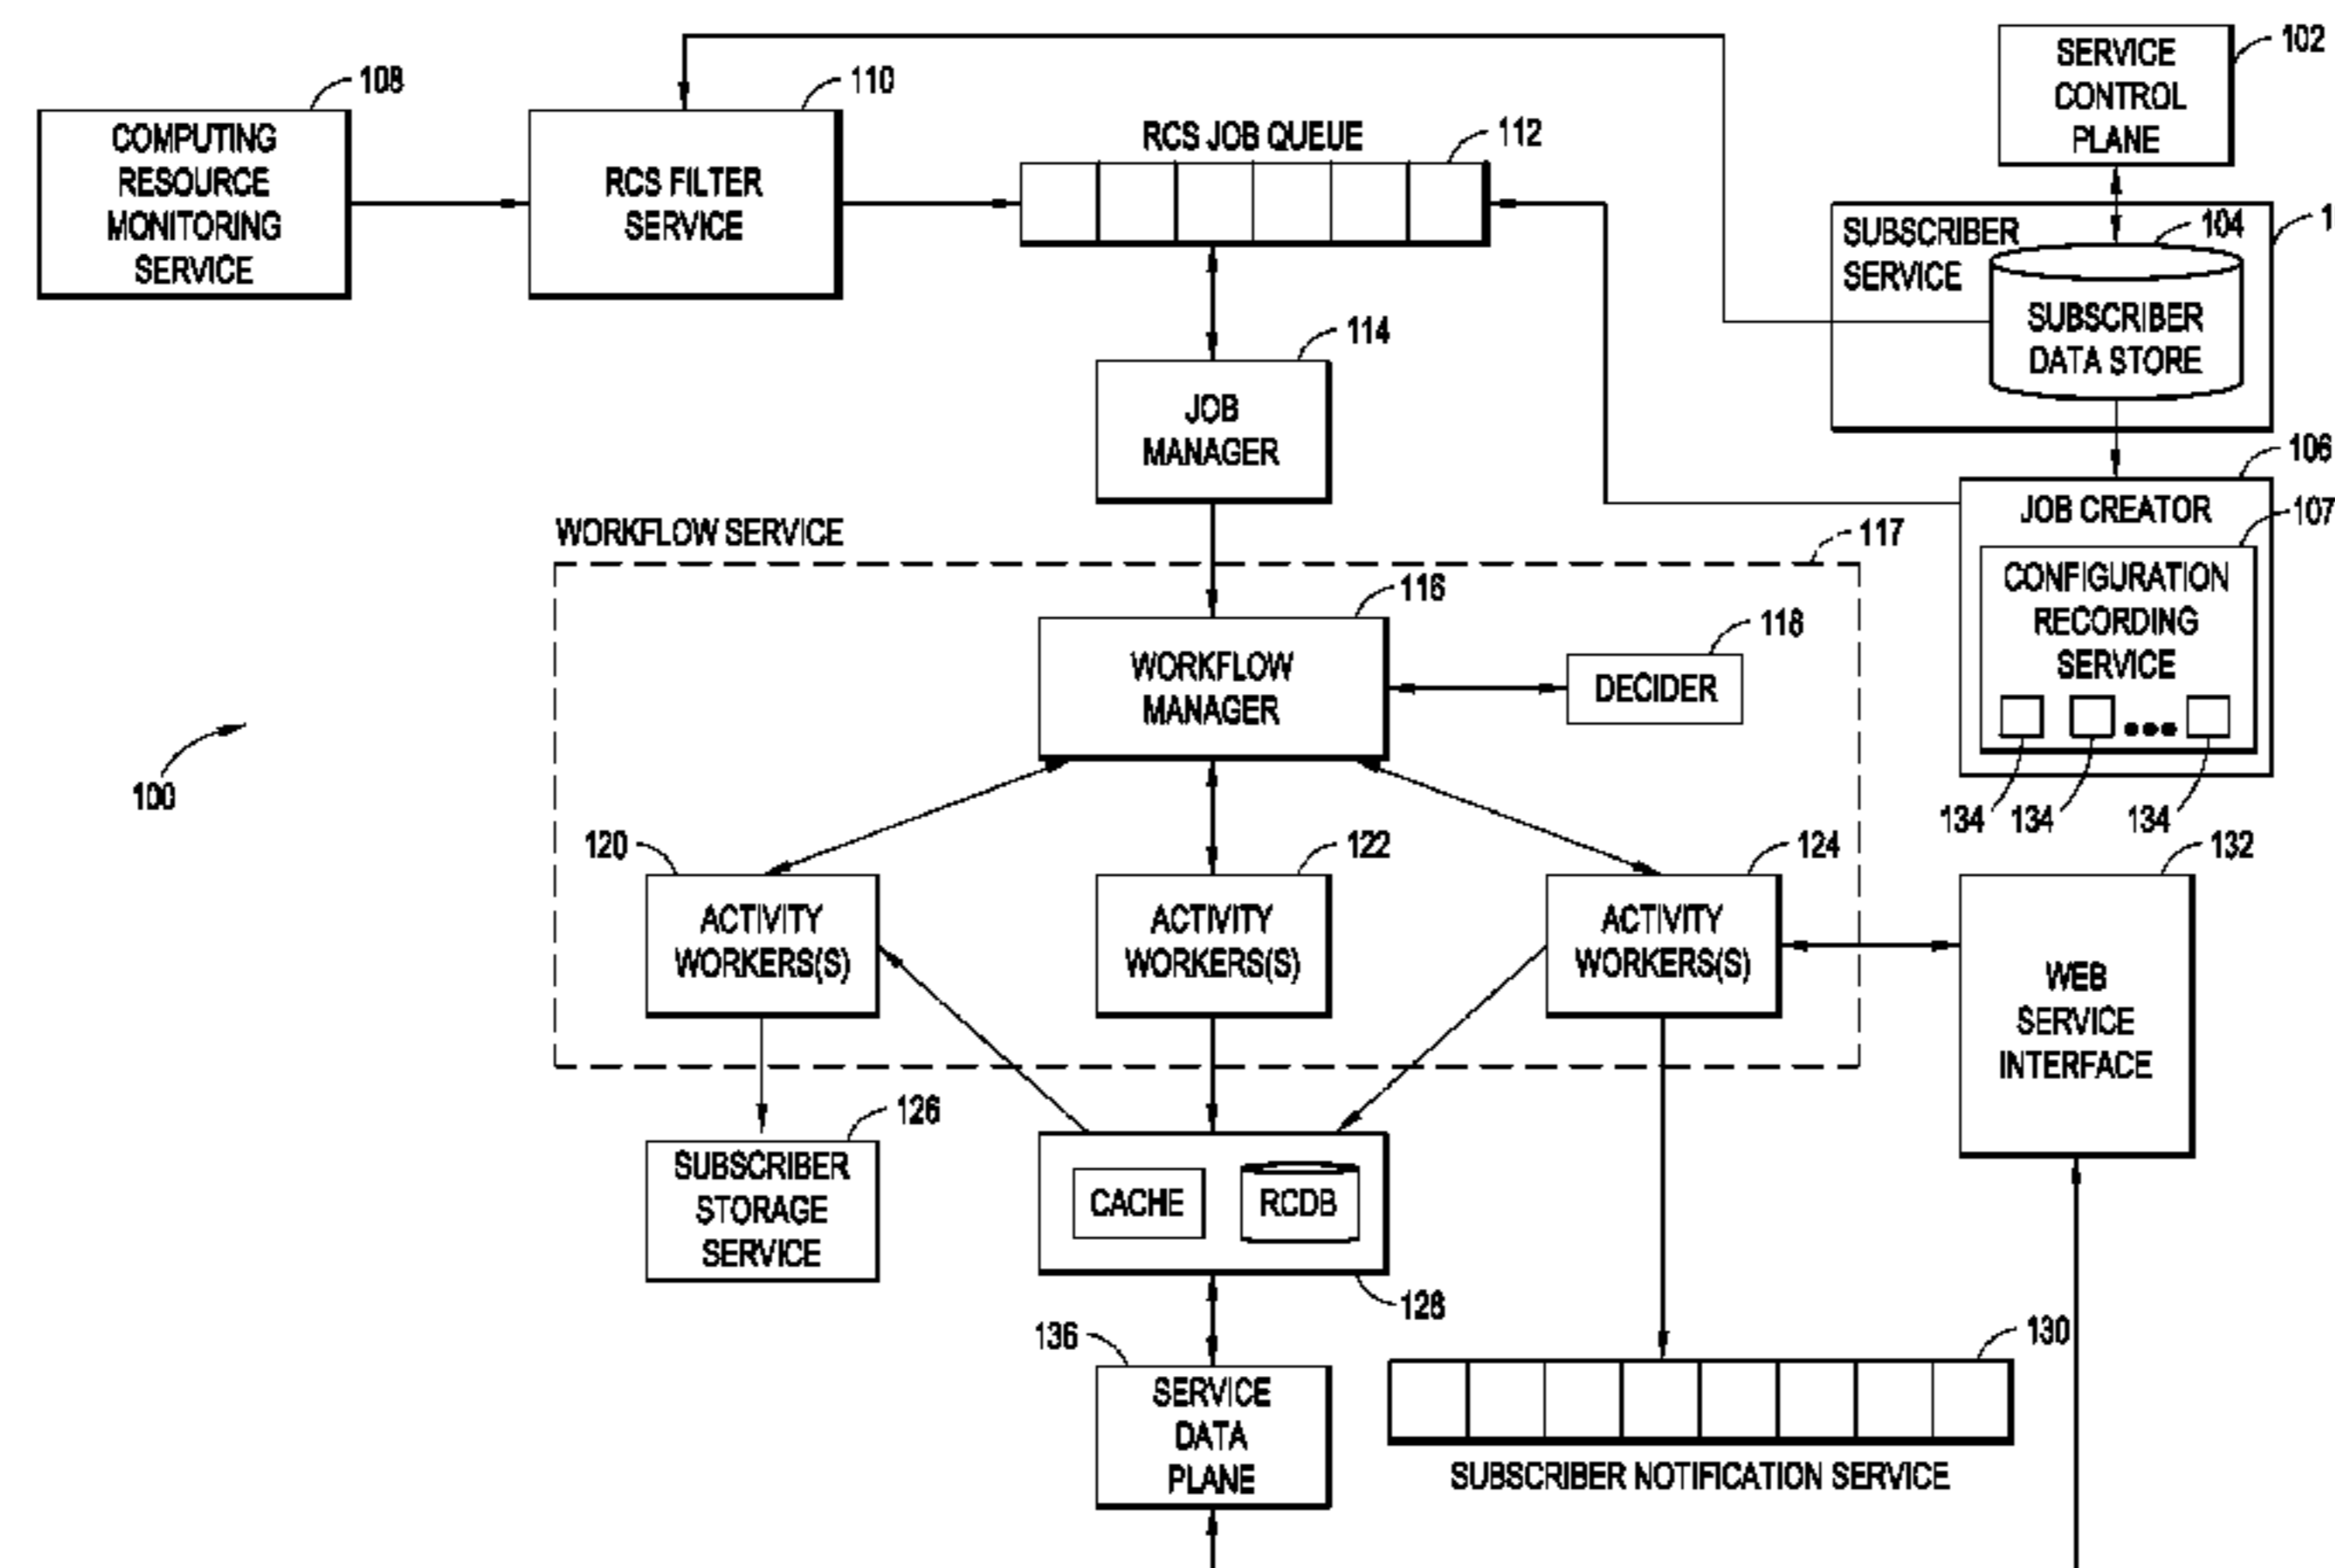 102
SERVICE
CONTROL
PLANE
108
110
COMPUTING
RESOURCE
MONITORING
SERVICE
RCS FILTER
SERVICE
RCS JOB QUEUE
112
1
SUBSCRIBER
SERVICE
104
SUBSCRIBER
DATA STORE
114
JOB
MANAGER
106
107
JOB CREATOR
CONFIGURATION
RECORDING
SERVICE
134
134
134
WORKFLOW SERVICE
117
116
WORKFLOW
MANAGER
118
DECIDER
100
120
ACTIVITY
WORKERS(S)
122
ACTIVITY
WORKERS(S)
124
ACTIVITY
WORKERS(S)
132
WEB
SERVICE
INTERFACE
126
SUBSCRIBER
STORAGE
SERVICE
CACHE
RCDB
128
136
SERVICE
DATA
PLANE
130
SUBSCRIBER NOTIFICATION SERVICE